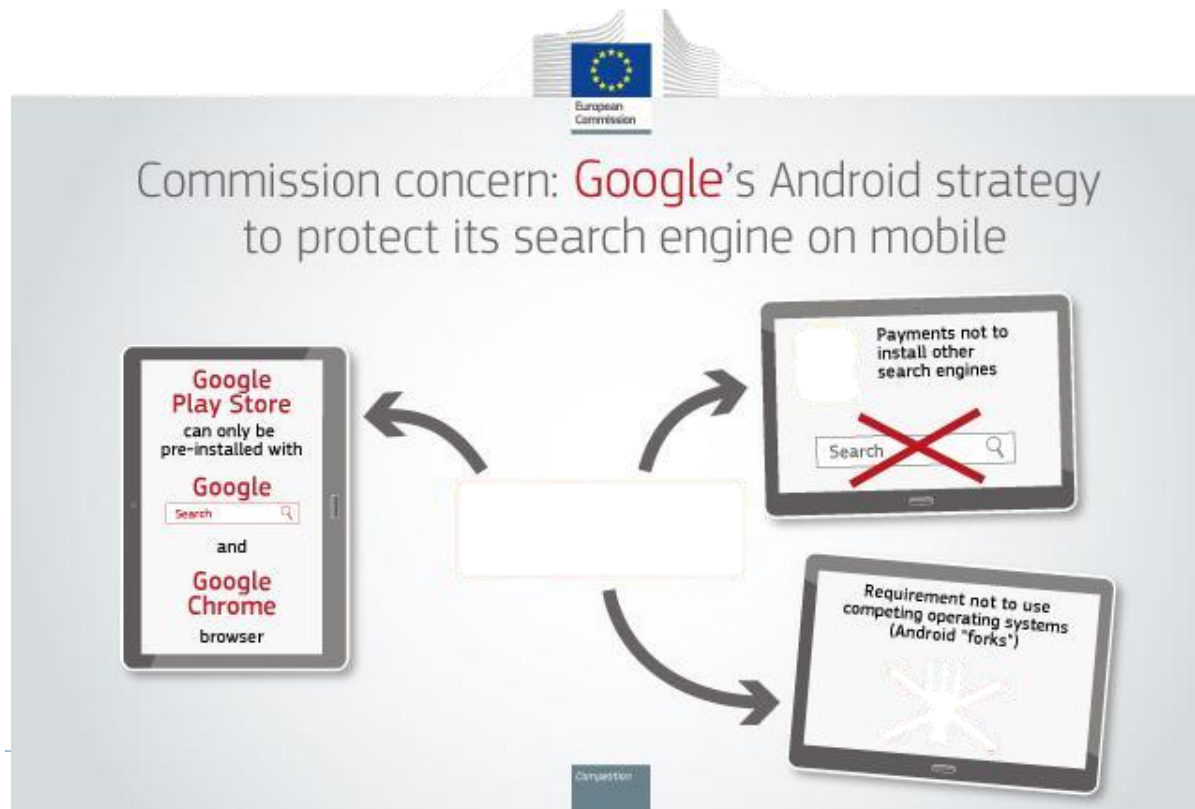 European
Commission
Commission concern: Google's Android strategy
to protect its search engine on mobile
Google
Play Store
can only be
pre-installed with
Google
Search
and
Google
Chrome
browser
Payments not to
install other
search engines
Search
Requirement not to use
competing operating systems
(Android "forks")
Competition